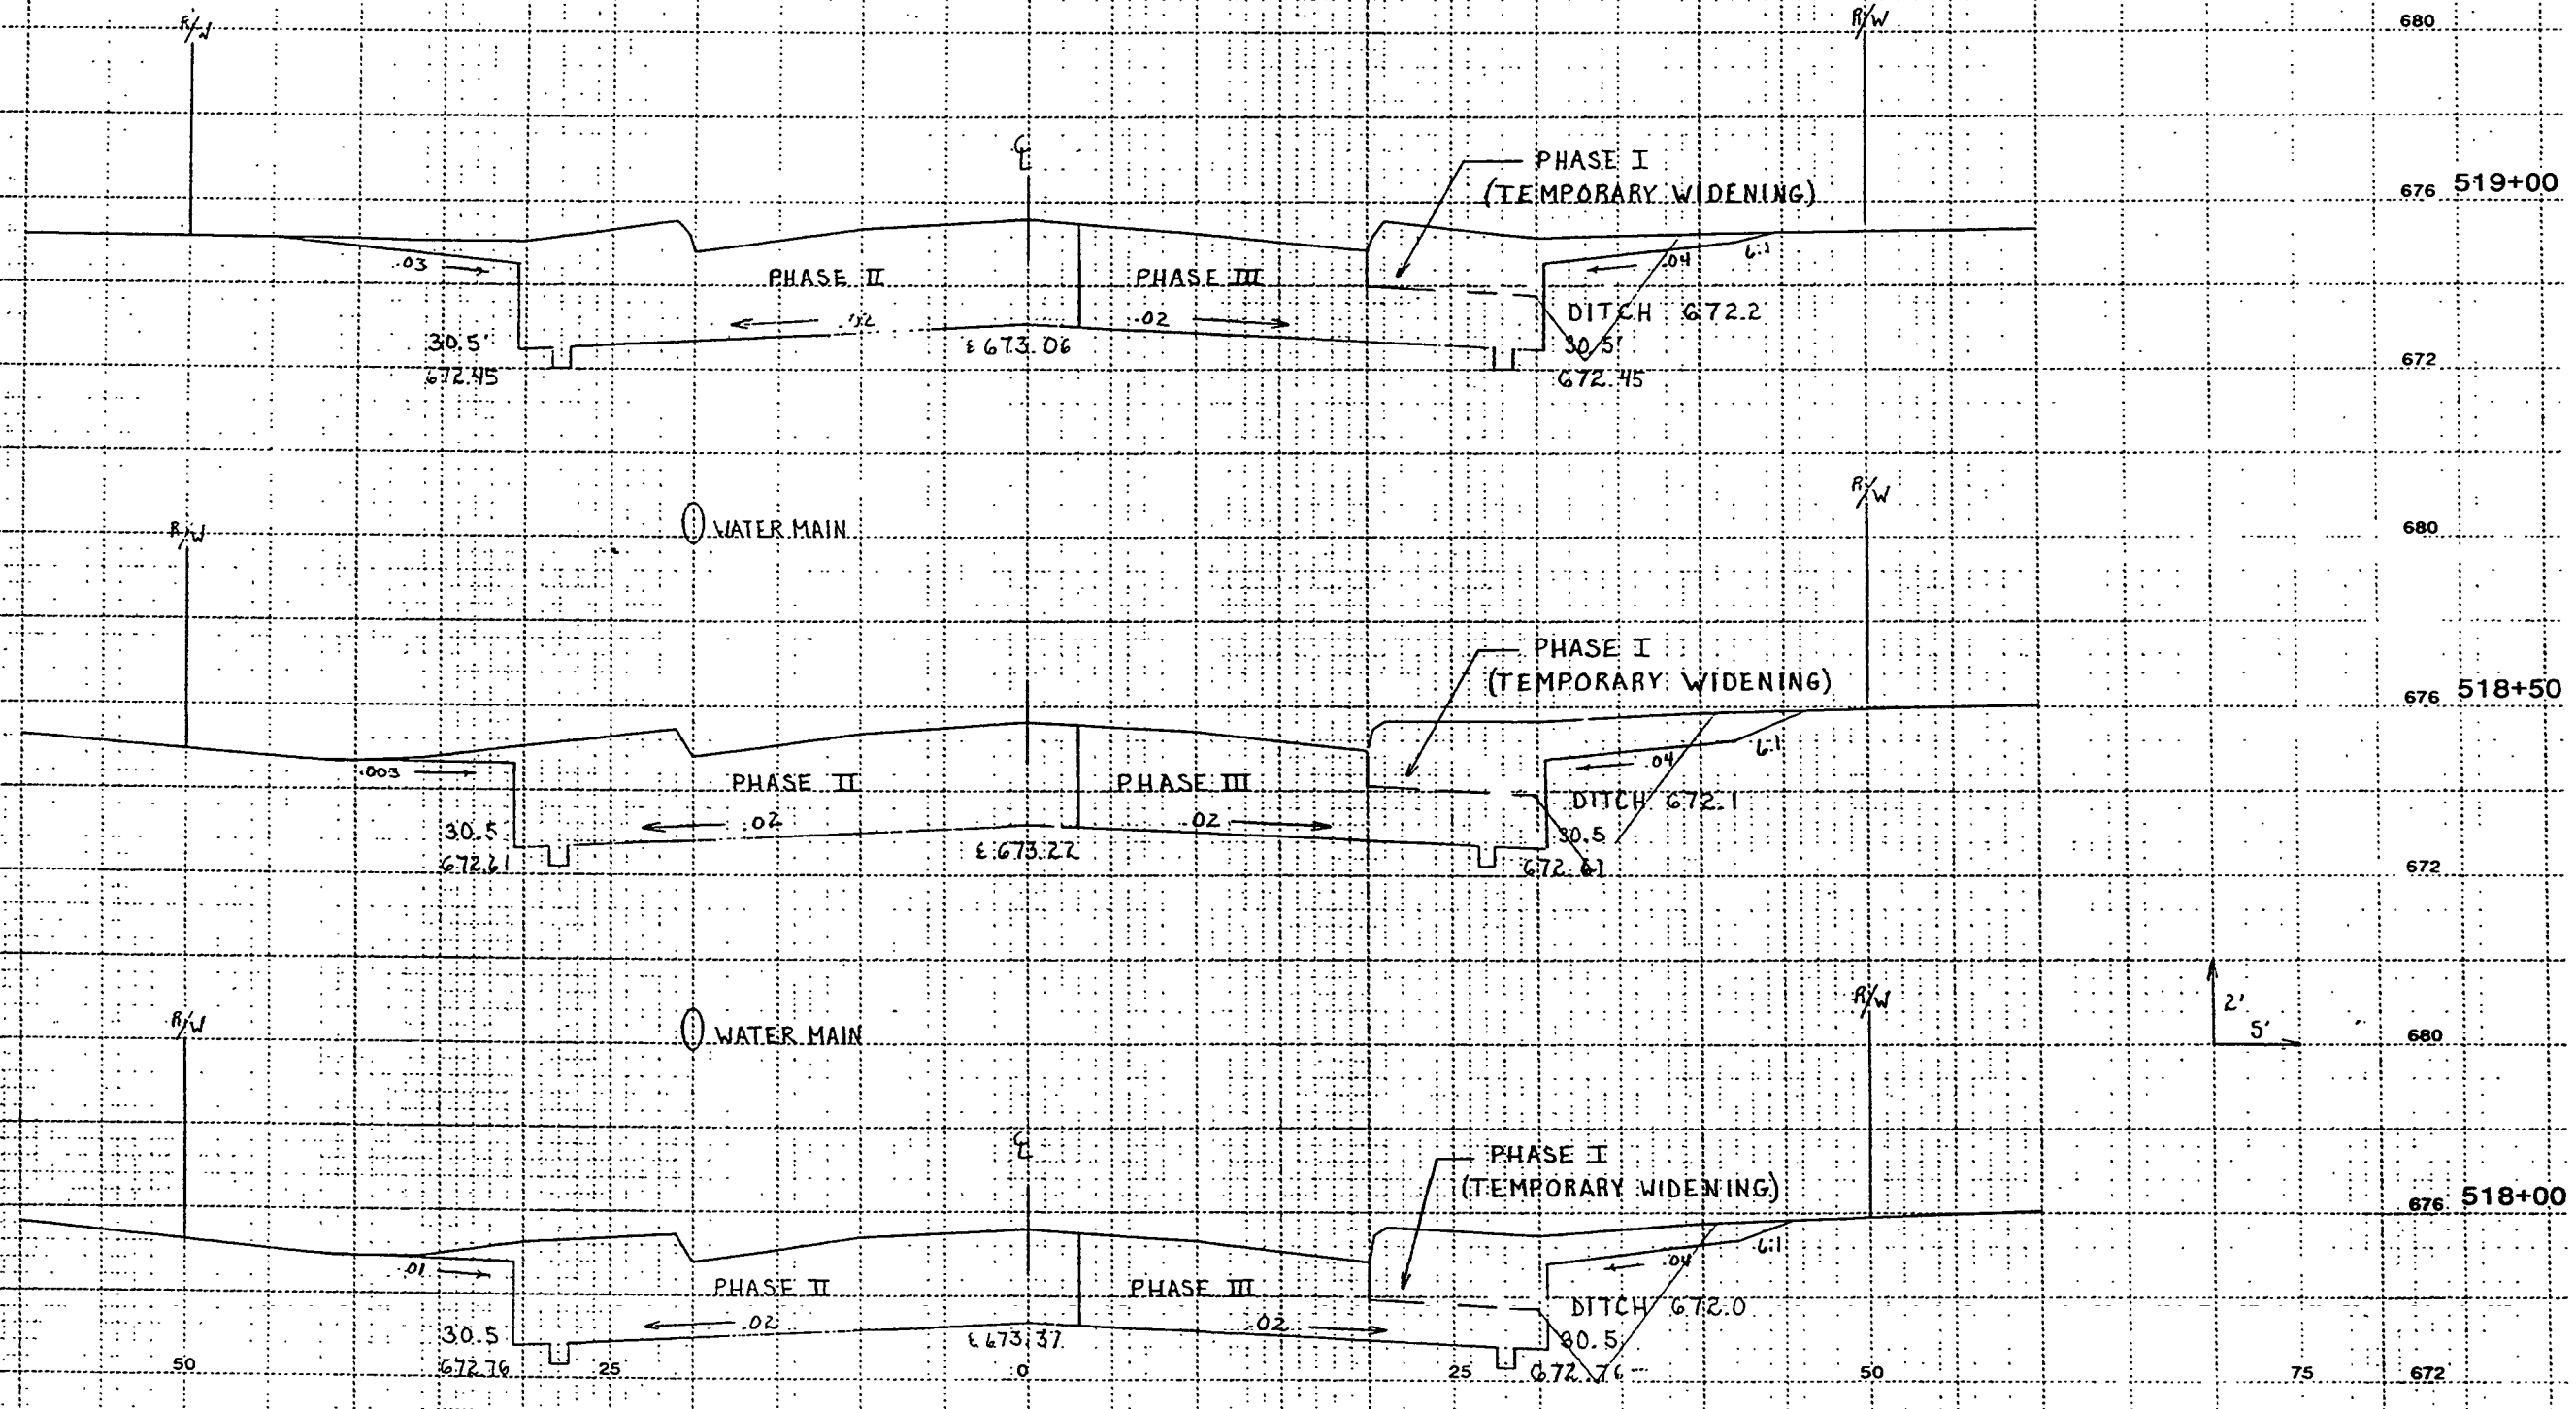 R/W
R/W
680
℄
PHASE I
(TEMPORARY WIDENING)
676 519+00
.03
PHASE II
PHASE III
.04
6:1
DITCH 672.2
.02
.02
30.5'
℄ 673.06
30.5'
672
672.45
672.45
R/W
R/W
WATER MAIN
680
PHASE I
(TEMPORARY WIDENING)
676 518+50
.003
PHASE II
PHASE III
.04
6:1
DITCH 672.1
.02
.02
30.5
℄ 673.22
30.5
672.61
672.61
672
R/W
R/W
WATER MAIN
680
2'
5'
℄
PHASE I
(TEMPORARY WIDENING)
676 518+00
.01
PHASE II
PHASE III
.04
6:1
DITCH 672.0
.02
.02
30.5
℄ 673.37
30.5
672.76
672.76
50 25 0 25 50 75 672